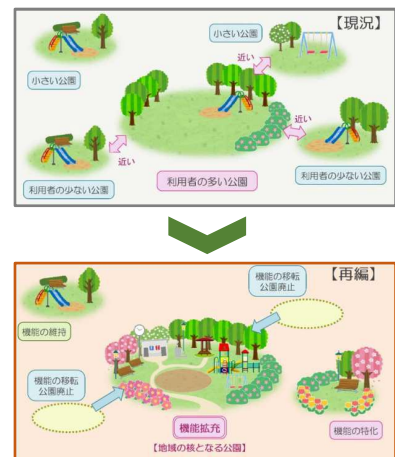 【現況】
小さい公園
近い
小さい公園
近い
近い
利用者の少ない公園
利用者の多い公園
利用者の少ない公園
【再編】
機能の移転
公園廃止
機能の維持
機能の移転
公園廃止
機能拡充
【地域の核となる公園】
機能の特化